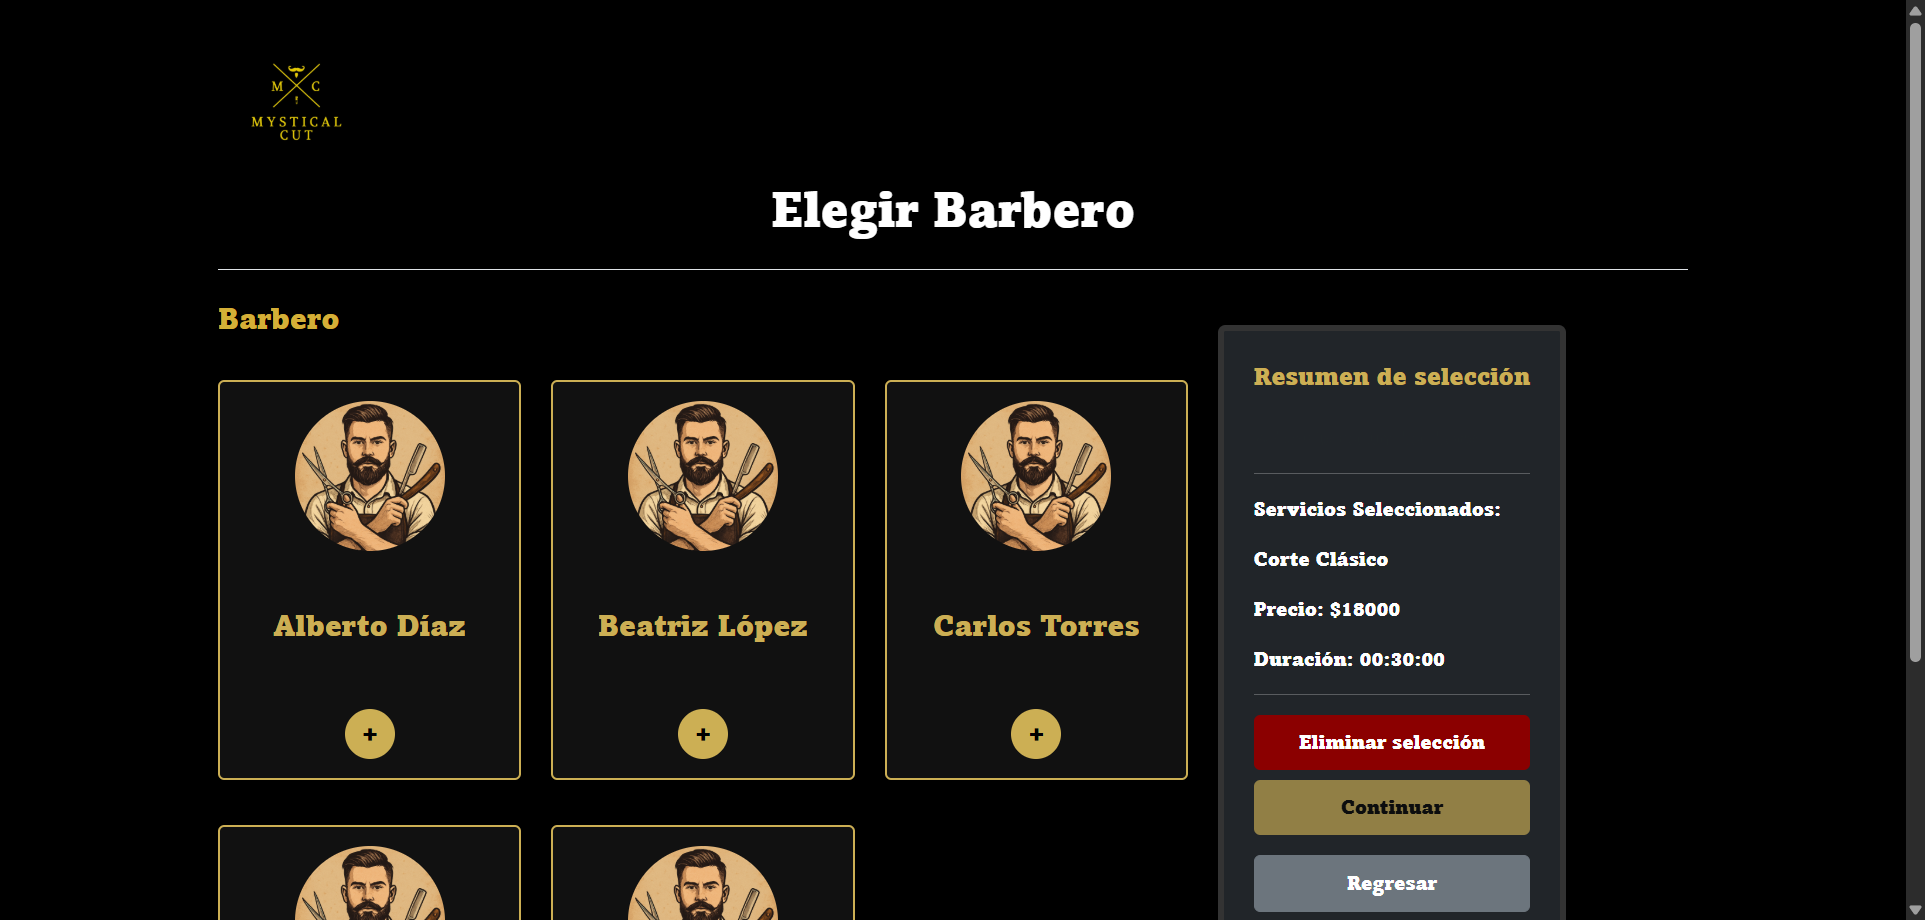 M C
MYSTICAL
CUT
Elegir Barbero
Barbero
Alberto Díaz
+
Beatriz López
+
Carlos Torres
+
Resumen de selección
Servicios Seleccionados:
Corte Clásico
Precio: $18000
Duración: 00:30:00
Eliminar selección
Continuar
Regresar